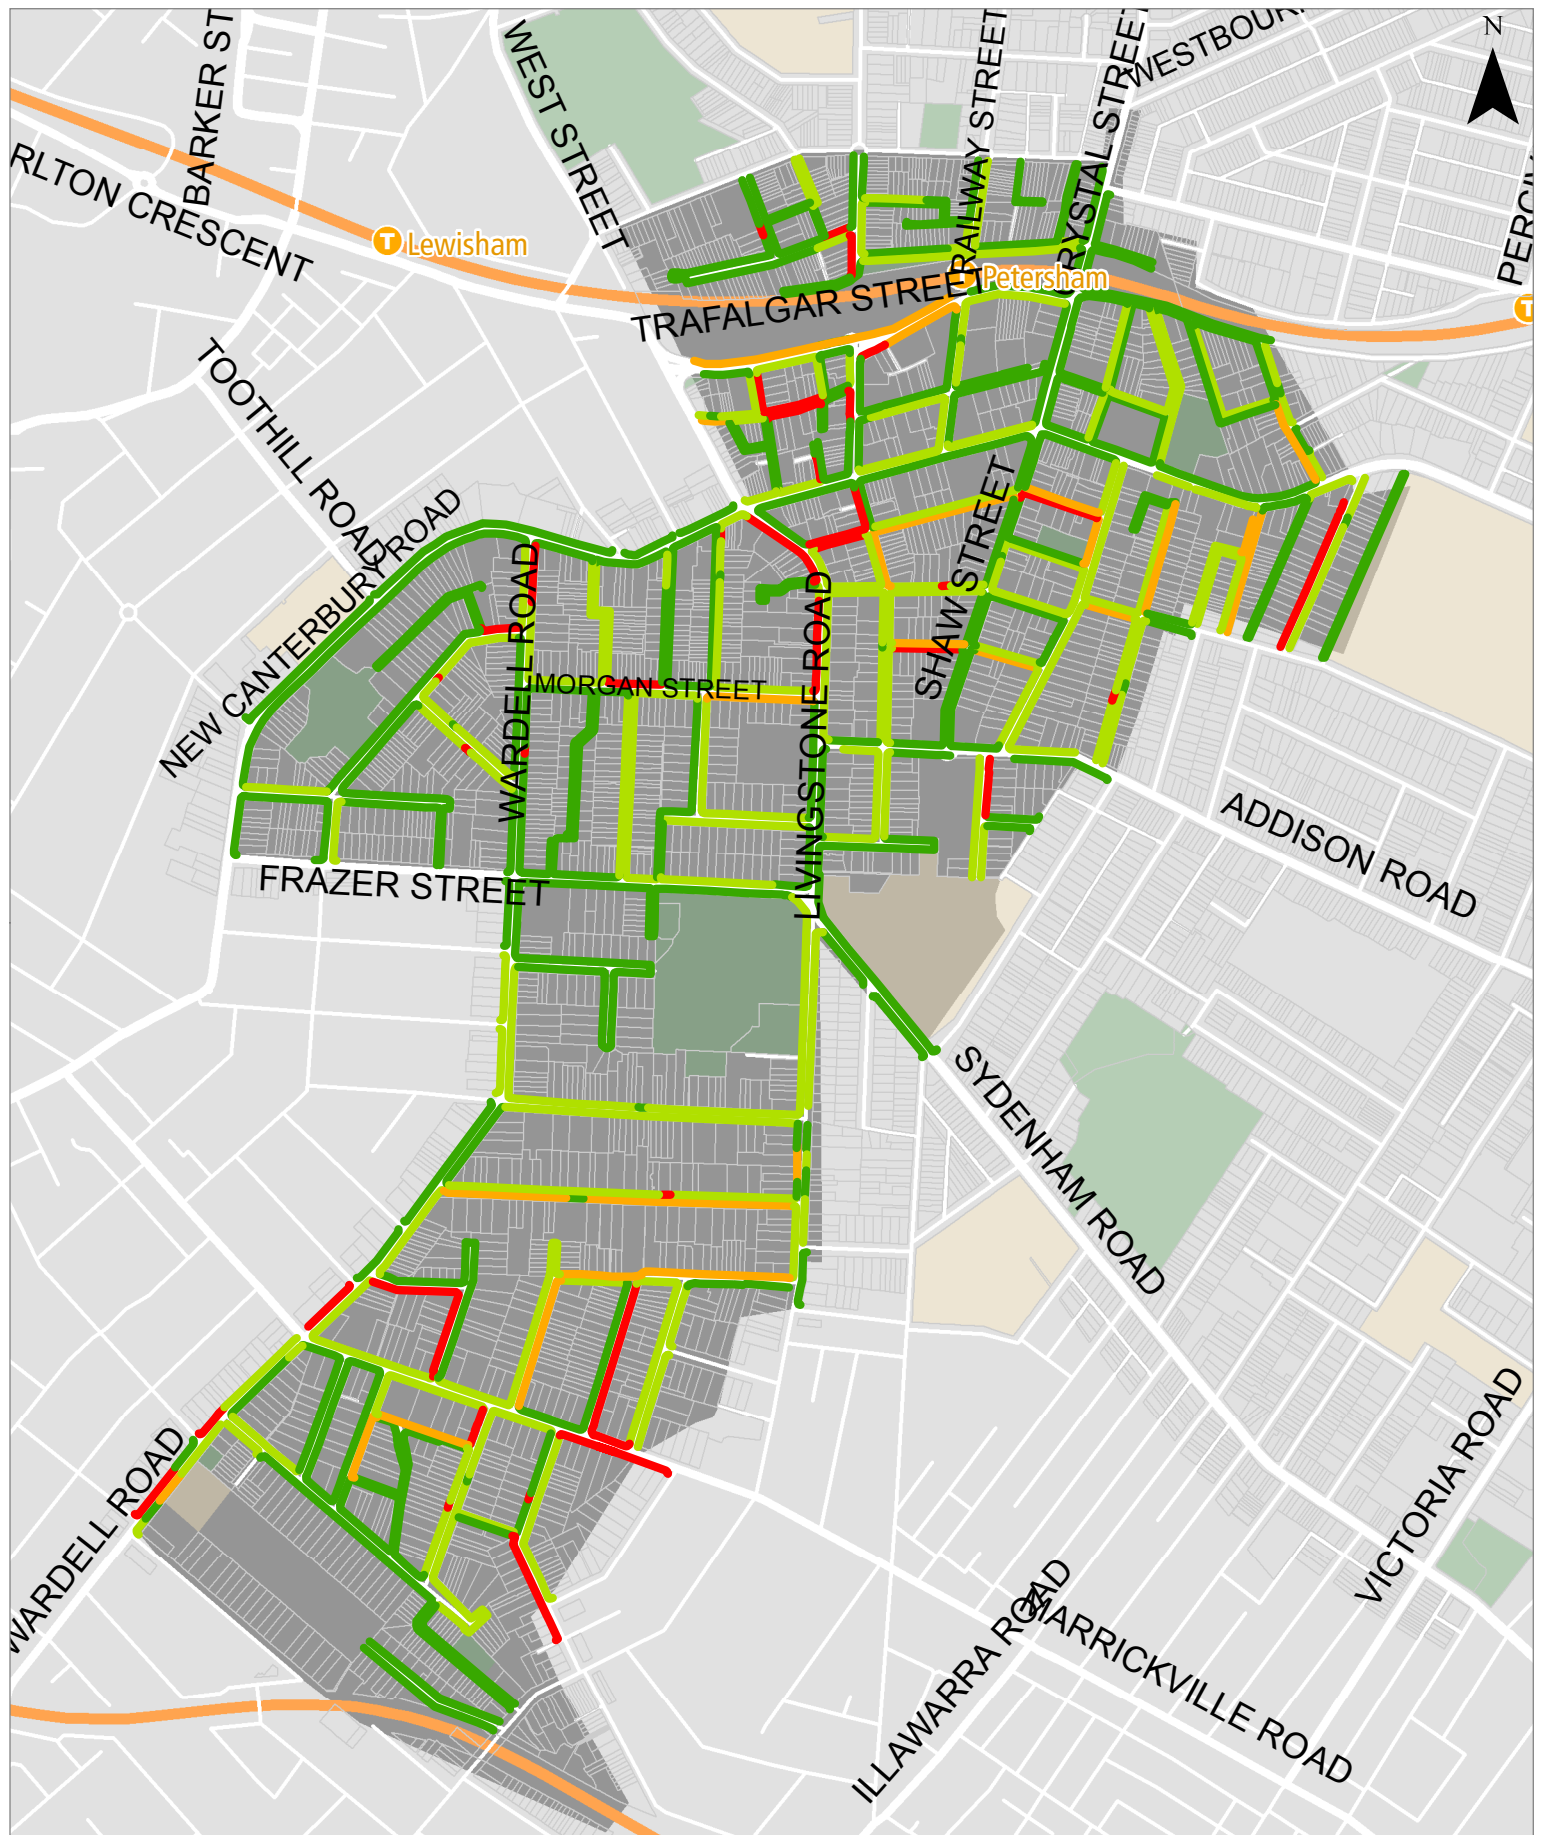 BARKER ST
WEST STREET
RAILWAY STREET
CRYSTAL STREET
WESTBOUR
N
RLTON CRESCENT
Lewisham
Petersham
T
T
TRAFALGAR STREET
TOOTHILL ROAD
NEW CANTERBURY ROAD
WARDELL ROAD
SHAW STREET
MORGAN STREET
LIVINGSTONE ROAD
ADDISON ROAD
FRAZER STREET
SYDENHAM ROAD
VICTORIA ROAD
WARDELL ROAD
ILLAWARRA ROAD
MARRICKVILLE ROAD